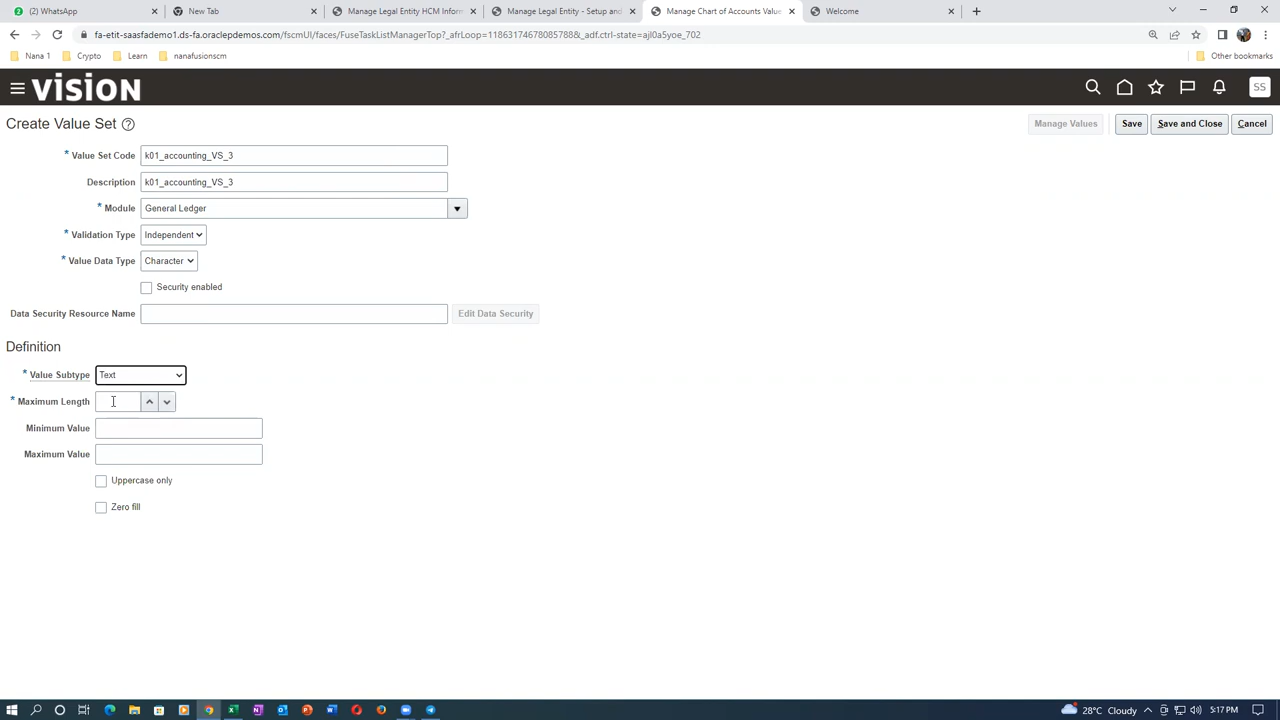 (2) WhatsApp
New Tab
Manage Legal Entity HCM Inform
Manage Legal Entity - Setup and
Manage Chart of Accounts Value
Welcome
fa-etit-saasfademo1.ds-fa.oraclepdemos.com/fscmUI/faces/FuseTaskListManagerTop?_afrLoop=11863174678085788&_adf.ctrl-state=ajl0a5yoe_702
Nana 1
Crypto
Learn
nanafusionscm
Other bookmarks
VISION
SS
Create Value Set
Manage Values
Save
Save and Close
Cancel
* Value Set Code k01_accounting_VS_3
Description k01_accounting_VS_3
* Module General Ledger
* Validation Type Independent
* Value Data Type Character
Security enabled
Data Security Resource Name
Edit Data Security
Definition
* Value Subtype Text
* Maximum Length
Minimum Value
Maximum Value
Uppercase only
Zero fill
28°C Cloudy
5:17 PM